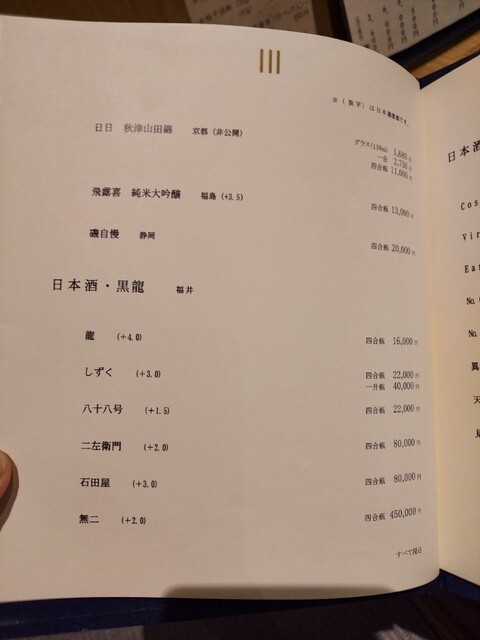 ※(数字)は日本酒度数です。
日日 秋津山田錦 京都(非公開)
グラス(110ml) 1,680円
一合 2,750円
四合瓶 11,000円
飛露喜 純米大吟醸 福島(+3.5) 四合瓶 13,000円
磯自慢 静岡 四合瓶 20,000円
日本酒・黒龍 福井
龍 (+4.0) 四合瓶 16,000円
しずく (+3.0) 四合瓶 22,000円
一升瓶 40,000円
八十八号 (+1.5) 四合瓶 22,000円
二左衛門 (+2.0) 四合瓶 80,000円
石田屋 (+3.0) 四合瓶 80,000円
無二 (+2.0) 四合瓶 450,000円
すべて税込
日本酒
Cos
Vir
Ear
No.
No.
異
天